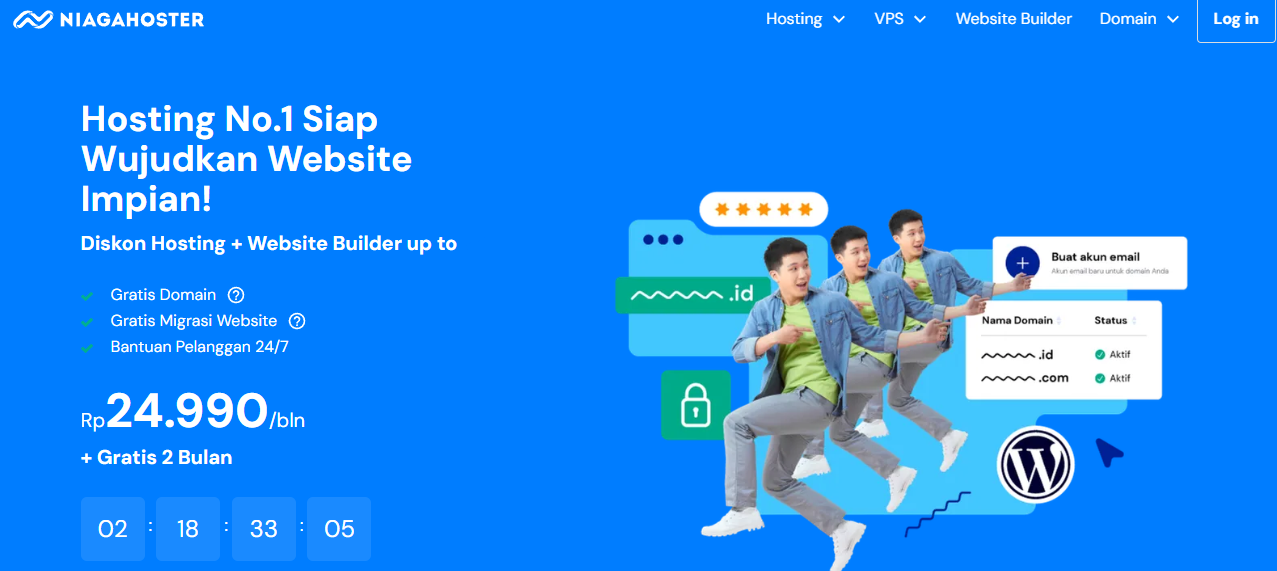 NIAGAHOSTER
Hosting
VPS
Website Builder
Domain
Log in
Hosting No.1 Siap
Wujudkan Website
Impian!
Diskon Hosting + Website Builder up to
Gratis Domain ?
Gratis Migrasi Website ?
Bantuan Pelanggan 24/7
Rp24.990/bln
+ Gratis 2 Bulan
02 : 18 : 33 : 05
.id
Buat akun email
Akun email baru untuk domain Anda
Nama Domain
Status
.id
Aktif
.com
Aktif
W